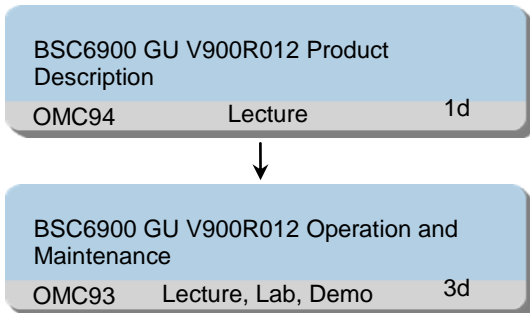 BSC6900 GU V900R012 Product
Description
OMC94 Lecture 1d
BSC6900 GU V900R012 Operation and
Maintenance
OMC93 Lecture, Lab, Demo 3d